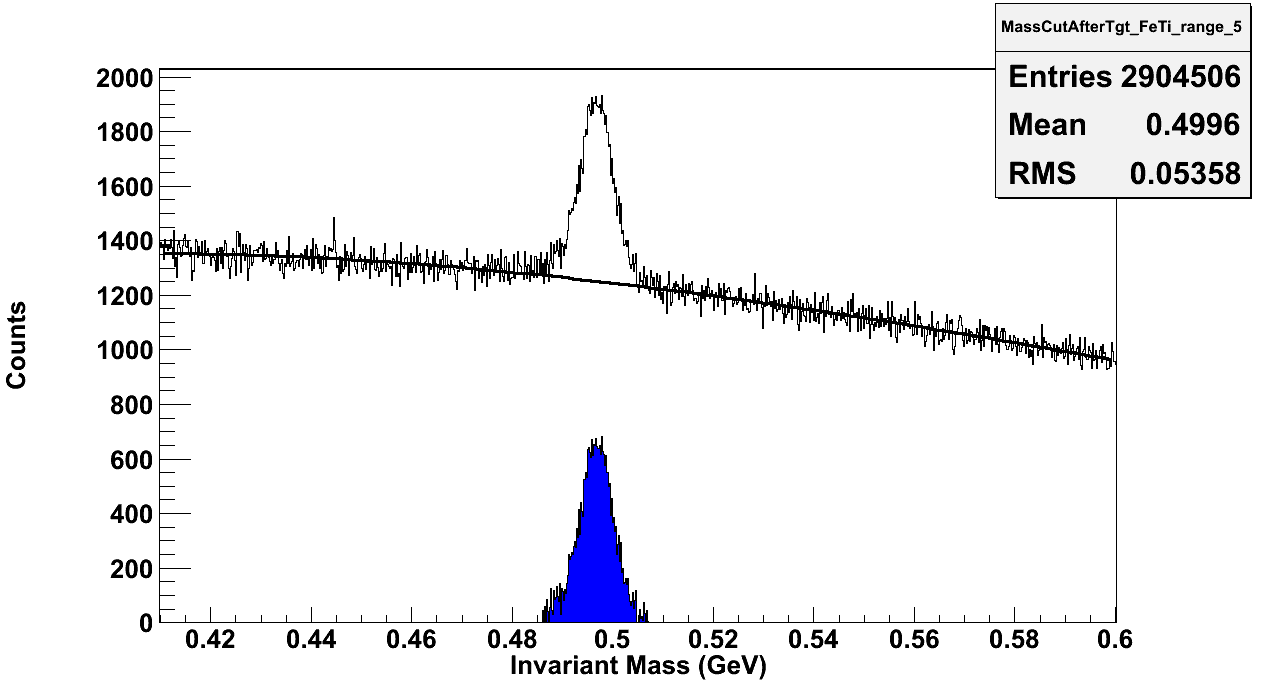 MassCutAfterTgt_FeTi_range_5
Entries 2904506
Mean 0.4996
RMS 0.05358
2000
1800
1600
1400
1200
1000
800
600
400
200
0
Counts
0.42 0.44 0.46 0.48 0.5 0.52 0.54 0.56 0.58 0.6
Invariant Mass (GeV)